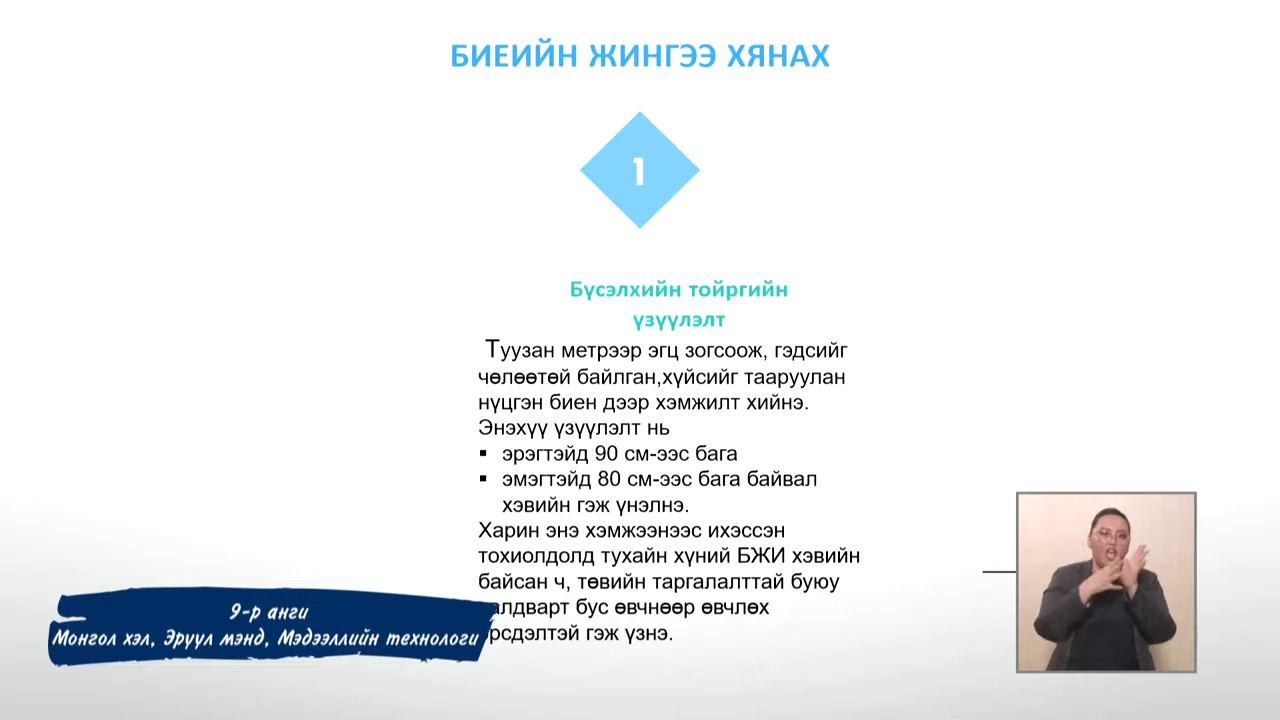 БИЕИЙН ЖИНГЭЭ ХЯНАХ
1
Бүсэлхийн тойргийн
үзүүлэлт
Туузан метрээр эгц зогсоож, гэдсийг
чөлөөтэй байлган,хүйсийг тааруулан
нүцгэн биен дээр хэмжилт хийнэ.
Энэхүү үзүүлэлт нь
▪ эрэгтэйд 90 см-ээс бага
▪ эмэгтэйд 80 см-ээс бага байвал
хэвийн гэж үнэлнэ.
Харин энэ хэмжээнээс ихэссэн
тохиолдолд тухайн хүний БЖИ хэвийн
байсан ч, төвийн таргалалттай буюу
бус өвчнөөр өвчлөх
гэж үзнэ.
9-р анги
Монгол хэл, Эрүүл мэнд, Мэдээллийн технологи